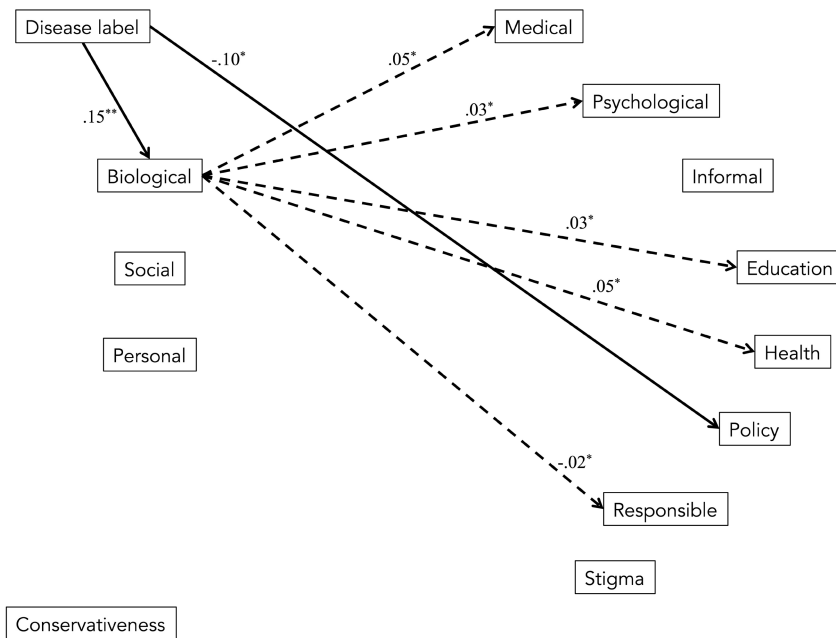 Disease label
Medical
-.10*
.05*
Psychological
.03*
.15**
Biological
Informal
.03*
Social
Education
.05*
Personal
Health
Policy
-.02*
Responsible
Stigma
Conservativeness